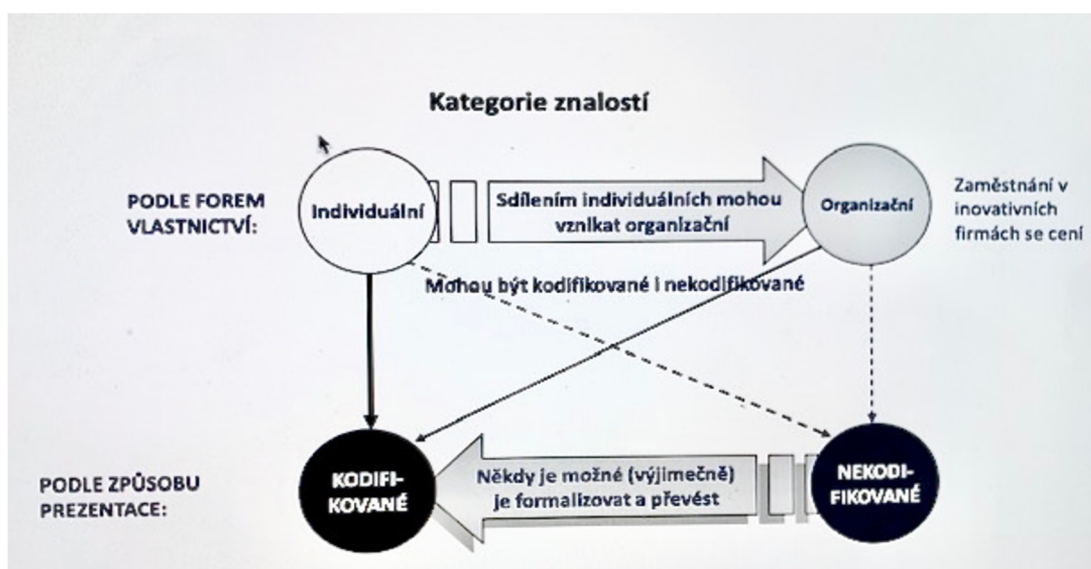 Kategorie znalostí
PODLE FOREM
VLASTNICTVÍ:
Individuální
Sdílením individuálních mohou
vznikat organizační
Organizační
Zaměstnání v
inovativních
firmách se cení
Mohou být kodifikované i nekodifikované
PODLE ZPŮSOBU
PREZENTACE:
KODIFI-
KOVANÉ
Někdy je možné (výjimečně)
je formalizovat a převést
NEKODI-
FIKOVANÉ